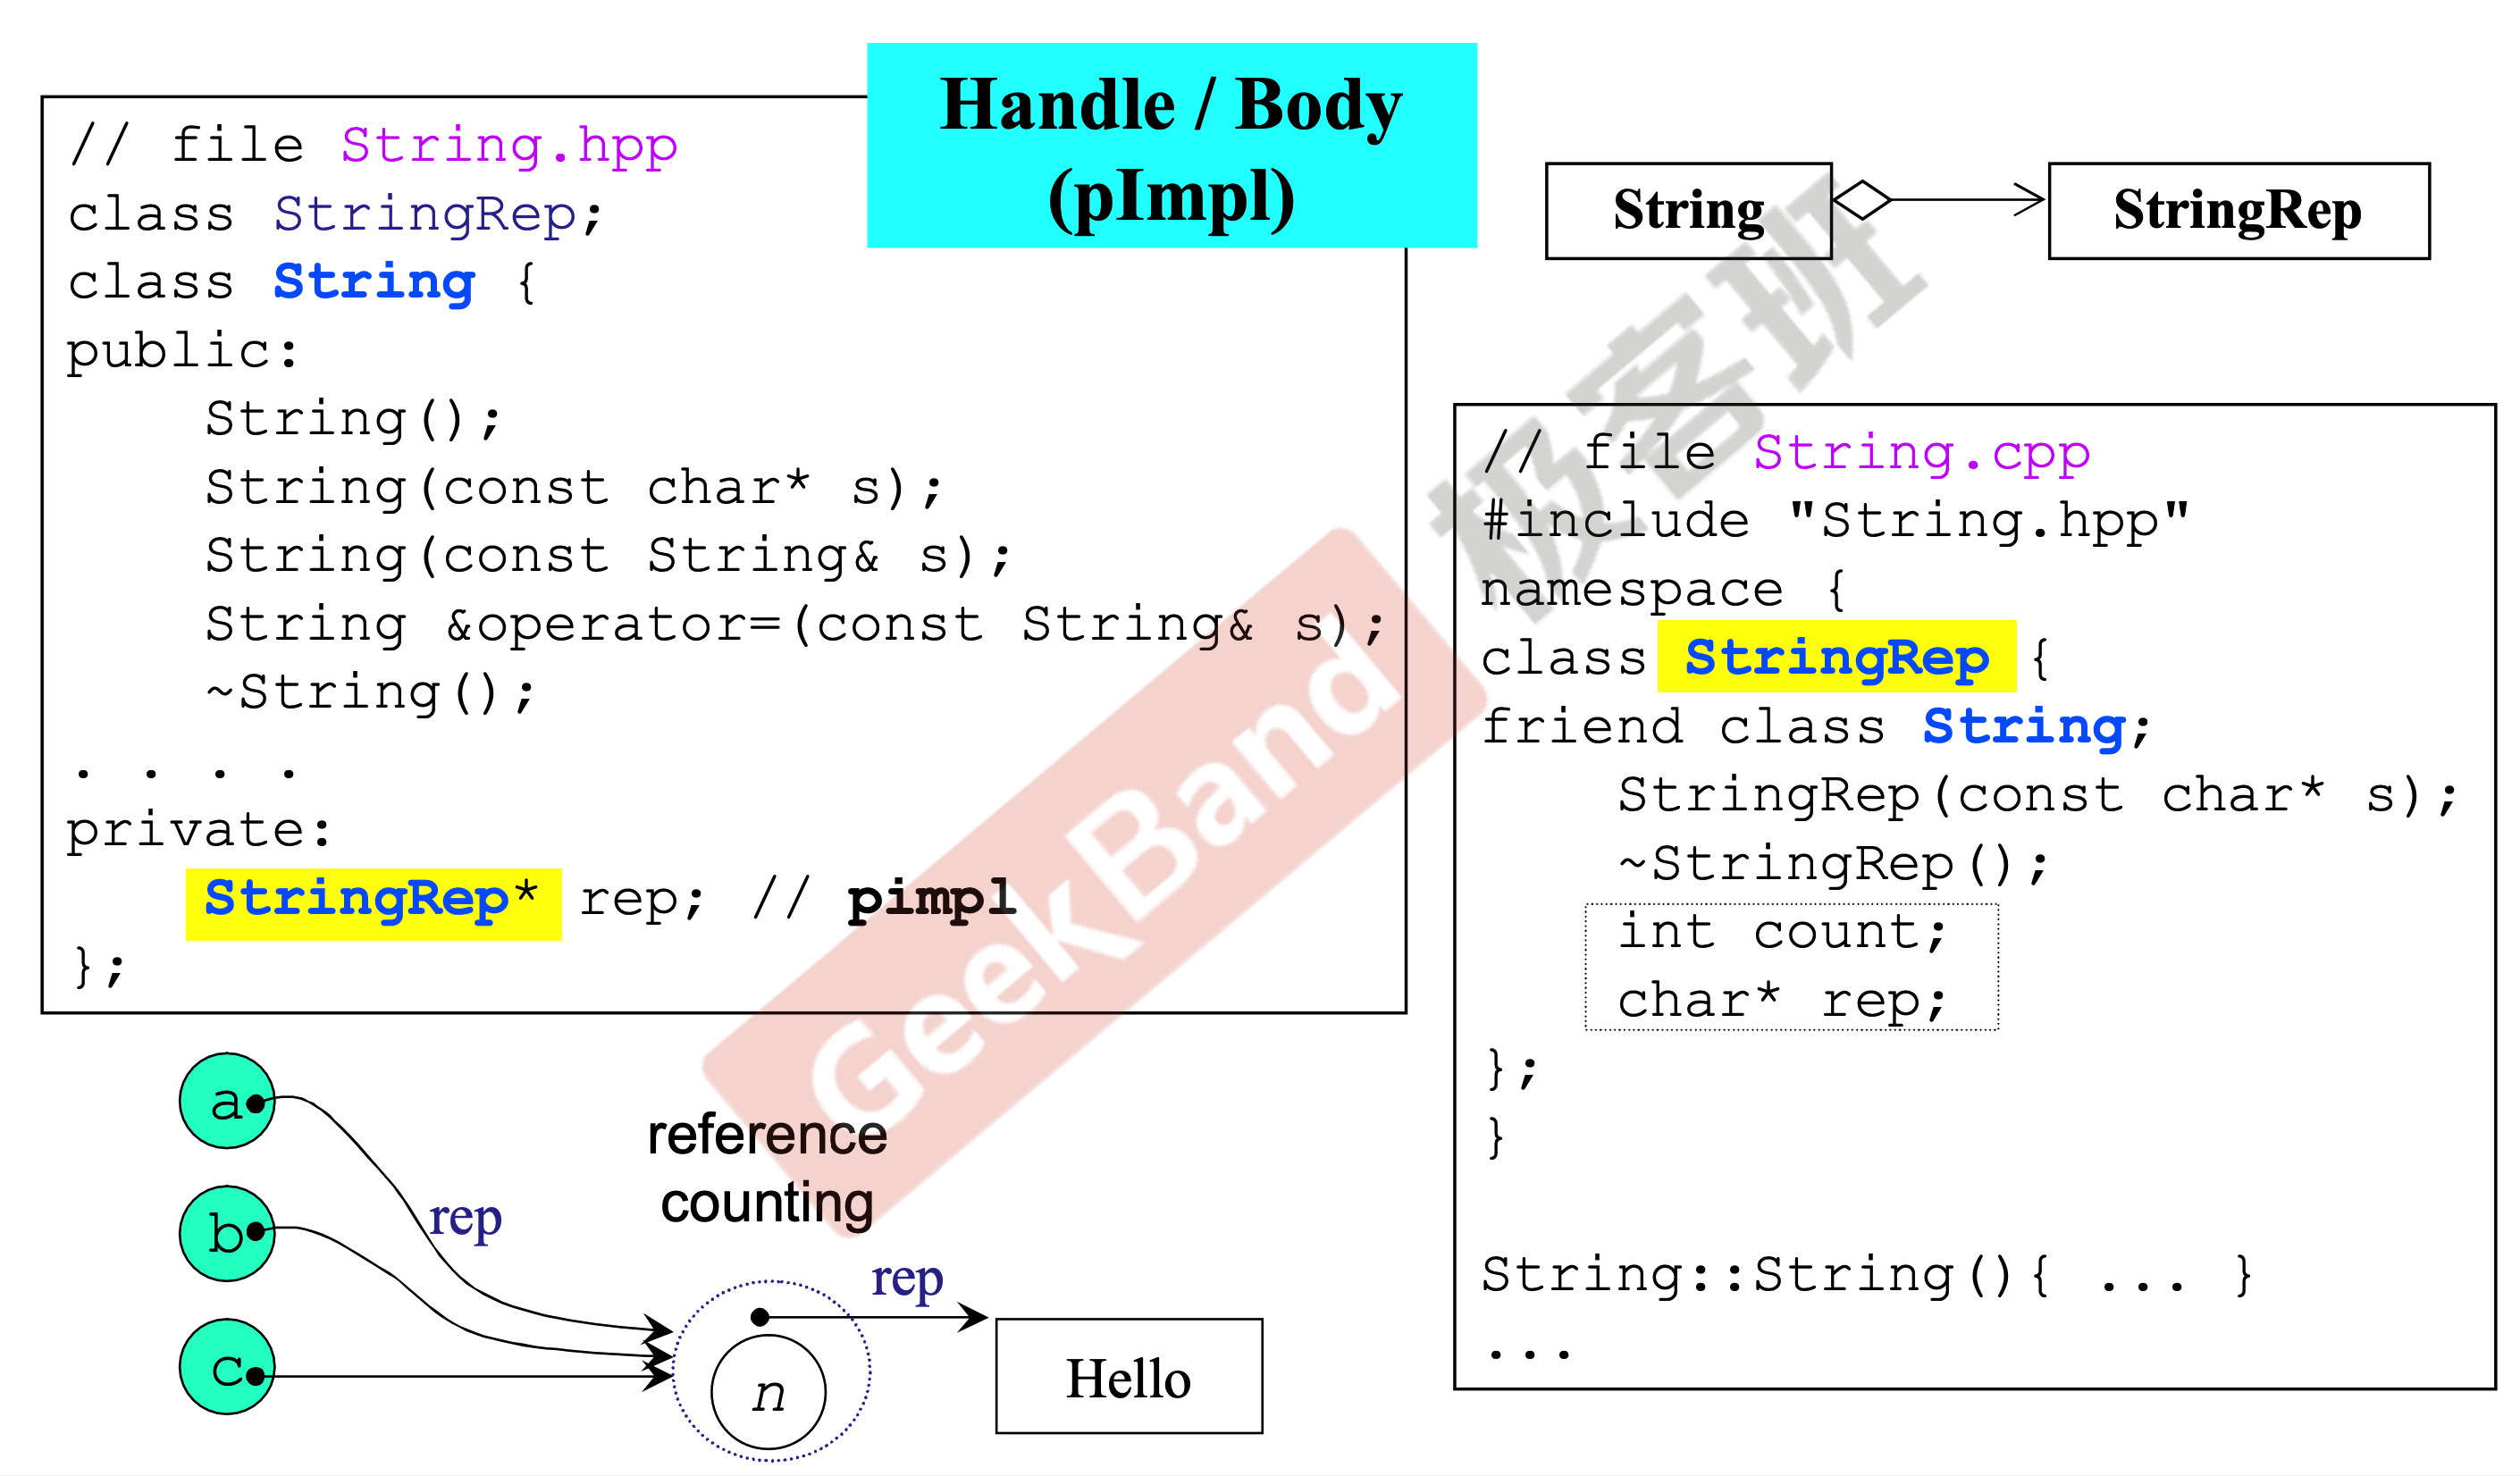 Handle / Body
(pImpl)
// file String.hpp
class StringRep;
class String {
public:
    String();
    String(const char* s);
    String(const String& s);
    String &operator=(const String& s);
    ~String();
. . . .
private:
    StringRep* rep; // pimpl
};
String
StringRep
// file String.cpp
#include "String.hpp"
namespace {
class StringRep {
friend class String;
    StringRep(const char* s);
    ~StringRep();
    int count;
    char* rep;
};
}
String::String(){ ... }
...
a
b
c
rep
reference
counting
n
rep
Hello
GeekBand
极客班